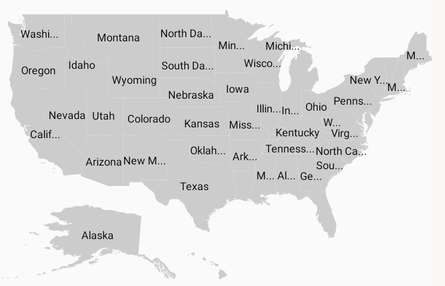 Washi...
Montana
North Da...
Min...
Michi...
M...
Oregon
Idaho
South Da...
Wisco...
New Y...
Wyoming
M...
Nebraska
Iowa
Penns...
Illin...
In...
Ohio
Nevada
Utah
Colorado
Kansas
Miss...
W...
Virg...
Calif...
Kentucky
Arizona
New M...
Oklah...
Ark...
Tenness...
North Ca...
Sou...
Texas
M...
Al...
Ge...
Alaska